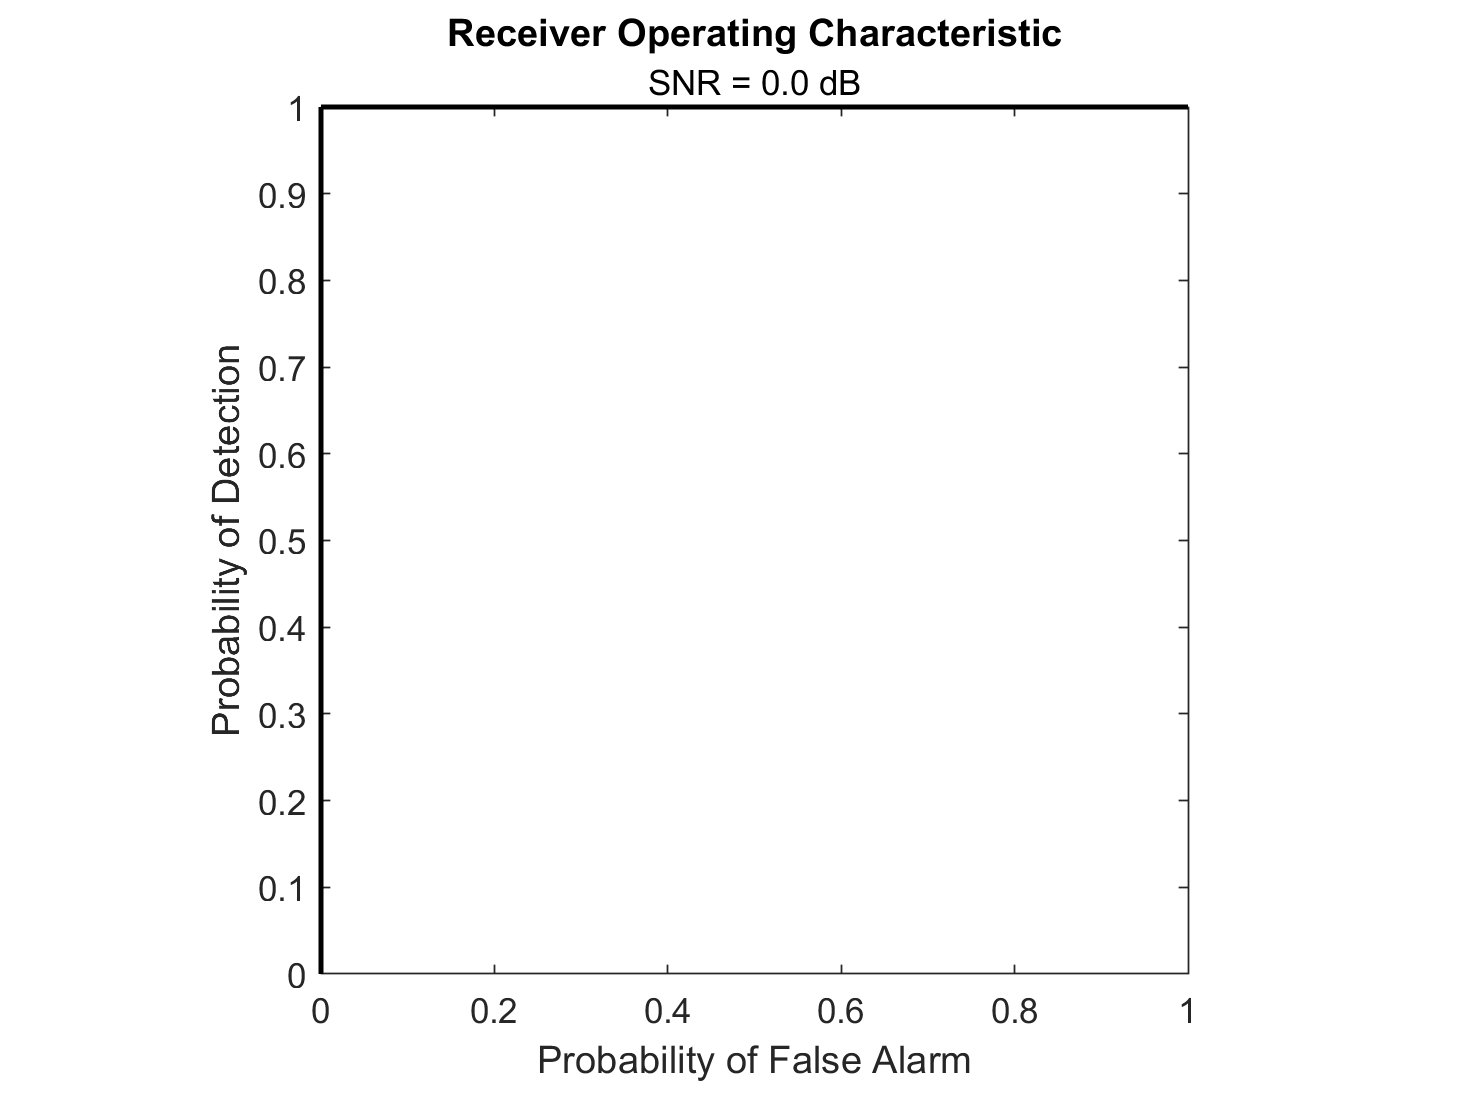 Receiver Operating Characteristic
SNR = 0.0 dB
1
0.9
0.8
0.7
0.6
0.5
0.4
0.3
0.2
0.1
0
Probability of Detection
0 0.2 0.4 0.6 0.8 1
Probability of False Alarm